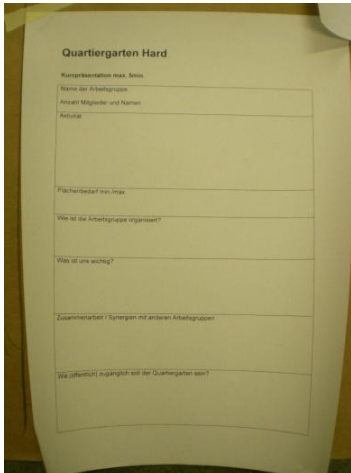 Quartiergarten Hard
Kurzpräsentation max. 5min.
Name der Arbeitsgruppe
Anzahl Mitglieder und Namen
Aktivität
Flächenbedarf min./max.
Wie ist die Arbeitsgruppe organisiert?
Was ist uns wichtig?
Zusammenarbeit / Synergien mit anderen Arbeitsgruppen
Wie (öffentlich) zugänglich soll der Quartiergarten sein?